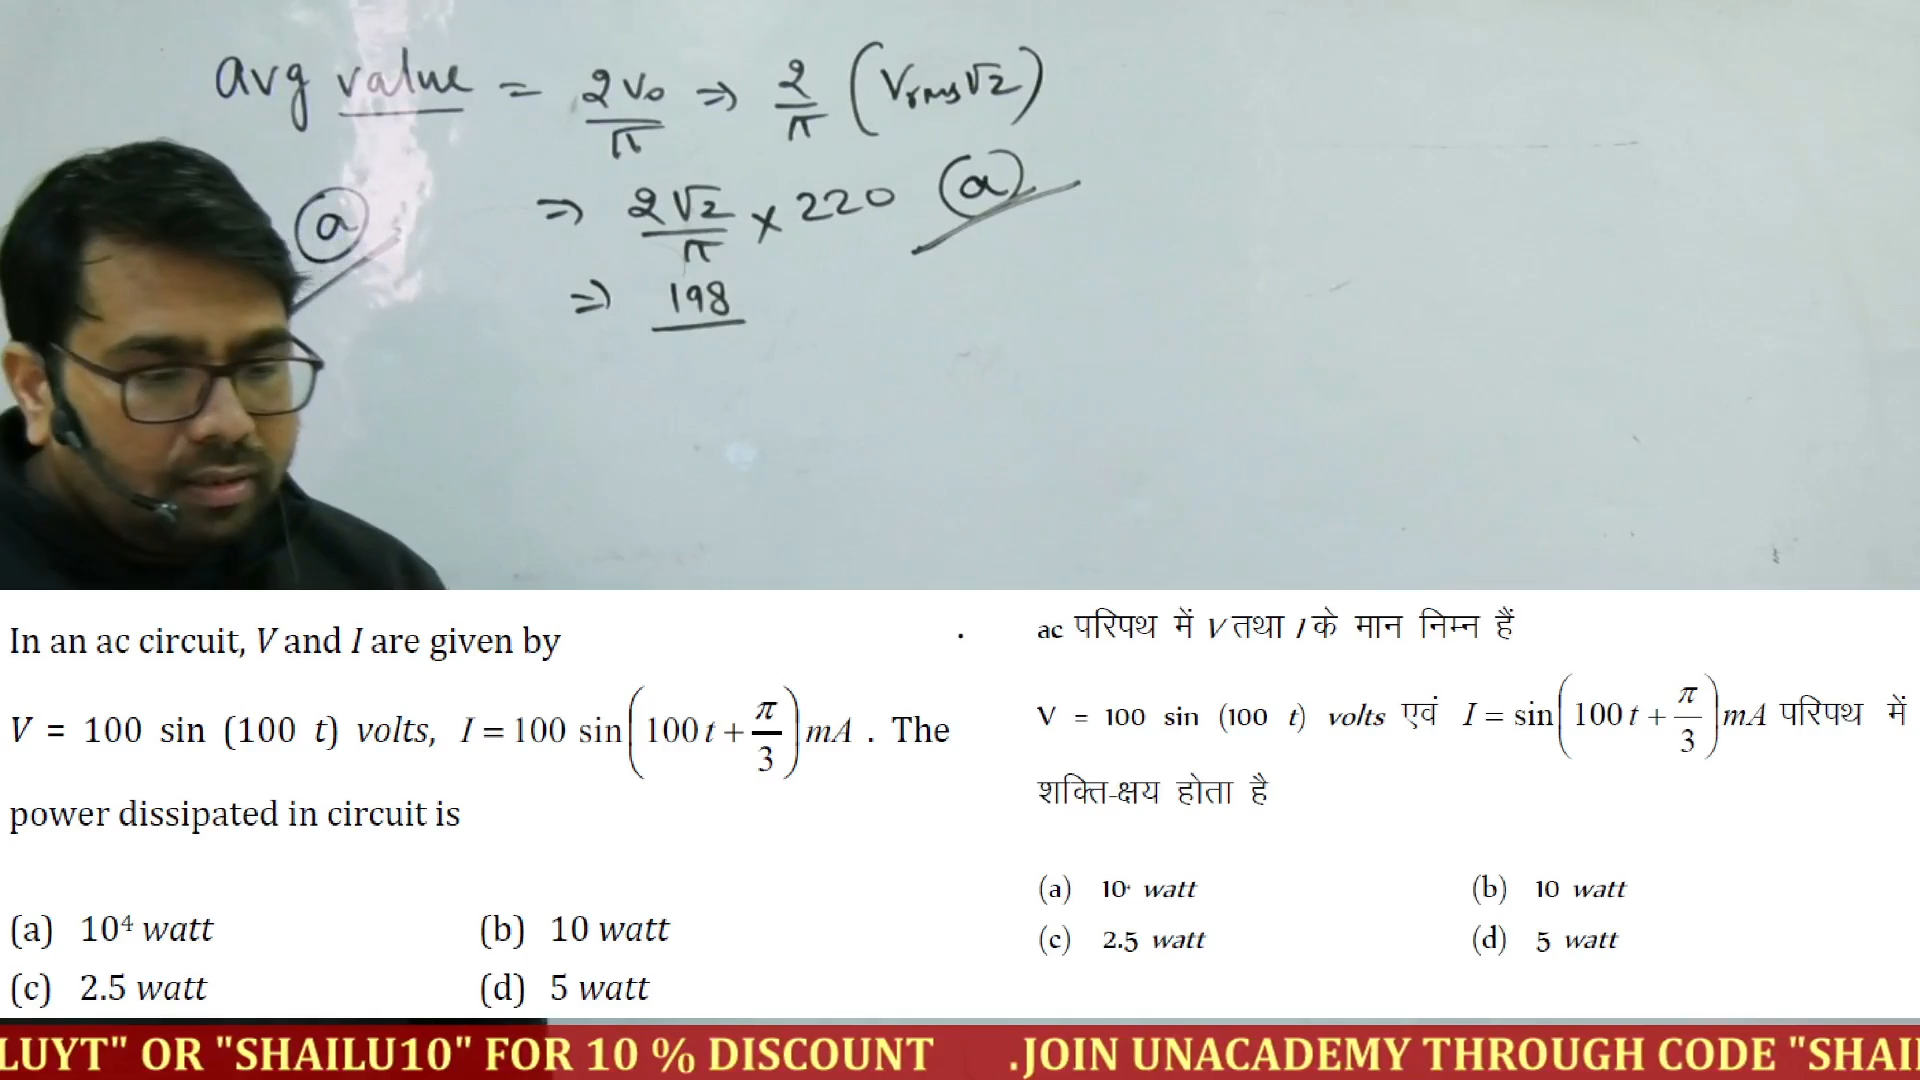 avg value = 2V₀/π ⇒ 2/π (Vrms√2)
(a) ⇒ 2√2/π × 220 (a)
⇒ 198
In an ac circuit, V and I are given by
V = 100 sin (100 t) volts, I = 100 sin(100t + π/3) mA . The
power dissipated in circuit is
(a) 10⁴ watt (b) 10 watt
(c) 2.5 watt (d) 5 watt
ac परिपथ में V तथा I के मान निम्न हैं
V = 100 sin (100 t) volts एवं I = sin(100t + π/3) mA परिपथ में
शक्ति-क्षय होता है
(a) 10 watt (b) 10 watt
(c) 2.5 watt (d) 5 watt
LUYT" OR "SHAILU10" FOR 10 % DISCOUNT .JOIN UNACADEMY THROUGH CODE "SHAI